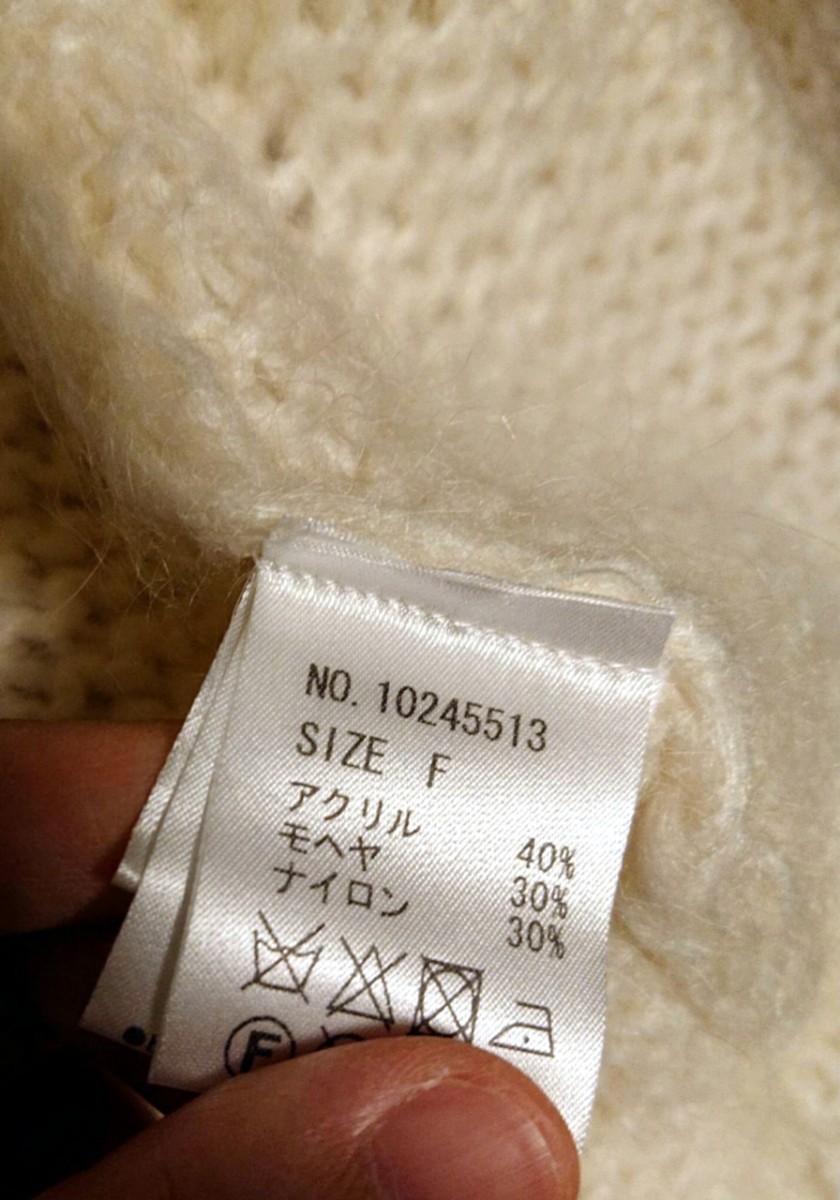 NO. 10245513
SIZE F
アクリル 40%
モヘヤ 30%
ナイロン 30%
F